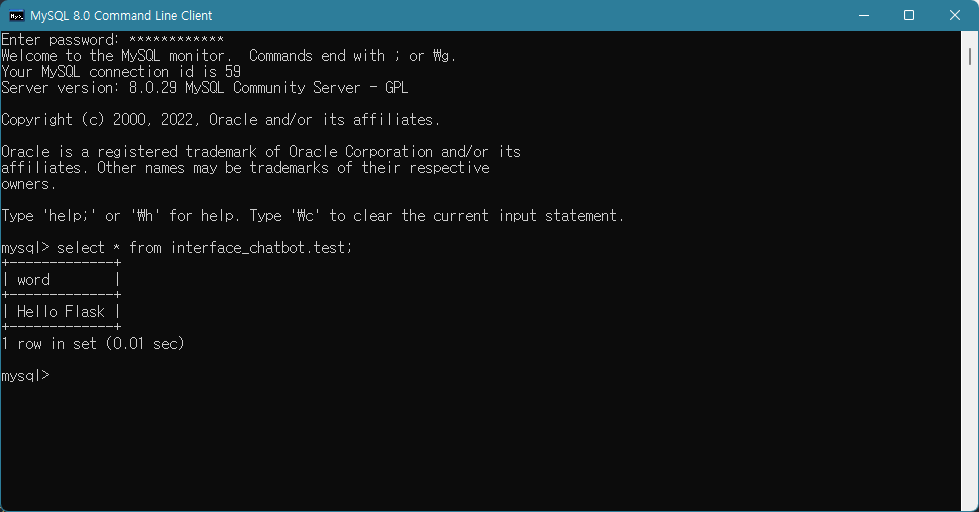 MySQL 8.0 Command Line Client
Enter password: ************
Welcome to the MySQL monitor.  Commands end with ; or ₩g.
Your MySQL connection id is 59
Server version: 8.0.29 MySQL Community Server - GPL
Copyright (c) 2000, 2022, Oracle and/or its affiliates.
Oracle is a registered trademark of Oracle Corporation and/or its
affiliates. Other names may be trademarks of their respective
owners.
Type 'help;' or '₩h' for help. Type '₩c' to clear the current input statement.
mysql> select * from interface_chatbot.test;
+-------------+
| word        |
+-------------+
| Hello Flask |
+-------------+
1 row in set (0.01 sec)
mysql>